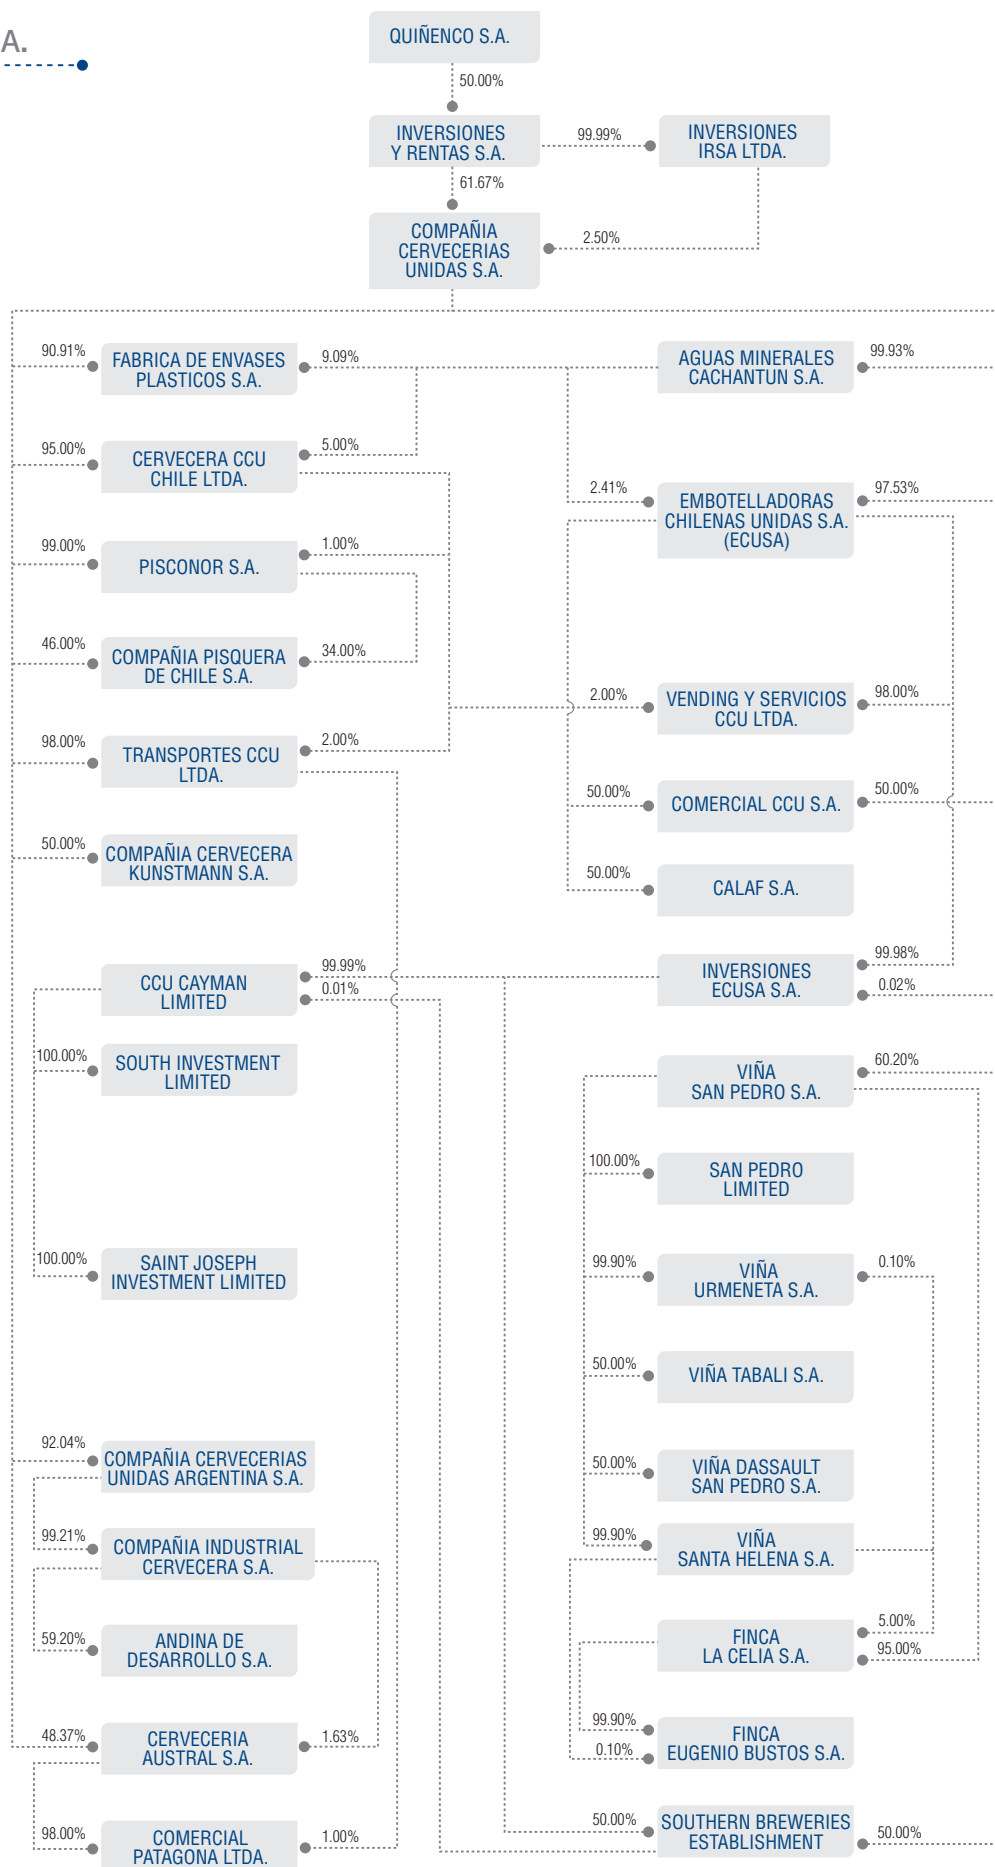 A.
QUIÑENCO S.A.
50.00%
INVERSIONES
Y RENTAS S.A.
99.99%
INVERSIONES
IRSA LTDA.
61.67%
COMPAÑIA
CERVECERIAS
UNIDAS S.A.
2.50%
90.91%
FABRICA DE ENVASES
PLASTICOS S.A.
9.09%
AGUAS MINERALES
CACHANTUN S.A.
99.93%
95.00%
CERVECERA CCU
CHILE LTDA.
5.00%
2.41%
EMBOTELLADORAS
CHILENAS UNIDAS S.A.
(ECUSA)
97.53%
99.00%
PISCONOR S.A.
1.00%
46.00%
COMPAÑIA PISQUERA
DE CHILE S.A.
34.00%
2.00%
VENDING Y SERVICIOS
CCU LTDA.
98.00%
98.00%
TRANSPORTES CCU
LTDA.
2.00%
50.00%
COMERCIAL CCU S.A.
50.00%
50.00%
COMPAÑIA CERVECERA
KUNSTMANN S.A.
50.00%
CALAF S.A.
CCU CAYMAN
LIMITED
99.99%
0.01%
INVERSIONES
ECUSA S.A.
99.98%
0.02%
100.00%
SOUTH INVESTMENT
LIMITED
VIÑA
SAN PEDRO S.A.
60.20%
100.00%
SAN PEDRO
LIMITED
100.00%
SAINT JOSEPH
INVESTMENT LIMITED
99.90%
VIÑA
URMENETA S.A.
0.10%
50.00%
VIÑA TABALI S.A.
92.04%
COMPAÑIA CERVECERIAS
UNIDAS ARGENTINA S.A.
50.00%
VIÑA DASSAULT
SAN PEDRO S.A.
99.21%
COMPAÑIA INDUSTRIAL
CERVECERA S.A.
99.90%
VIÑA
SANTA HELENA S.A.
59.20%
ANDINA DE
DESARROLLO S.A.
FINCA
LA CELIA S.A.
5.00%
95.00%
48.37%
CERVECERIA
AUSTRAL S.A.
1.63%
99.90%
0.10%
FINCA
EUGENIO BUSTOS S.A.
98.00%
COMERCIAL
PATAGONA LTDA.
1.00%
50.00%
SOUTHERN BREWERIES
ESTABLISHMENT
50.00%